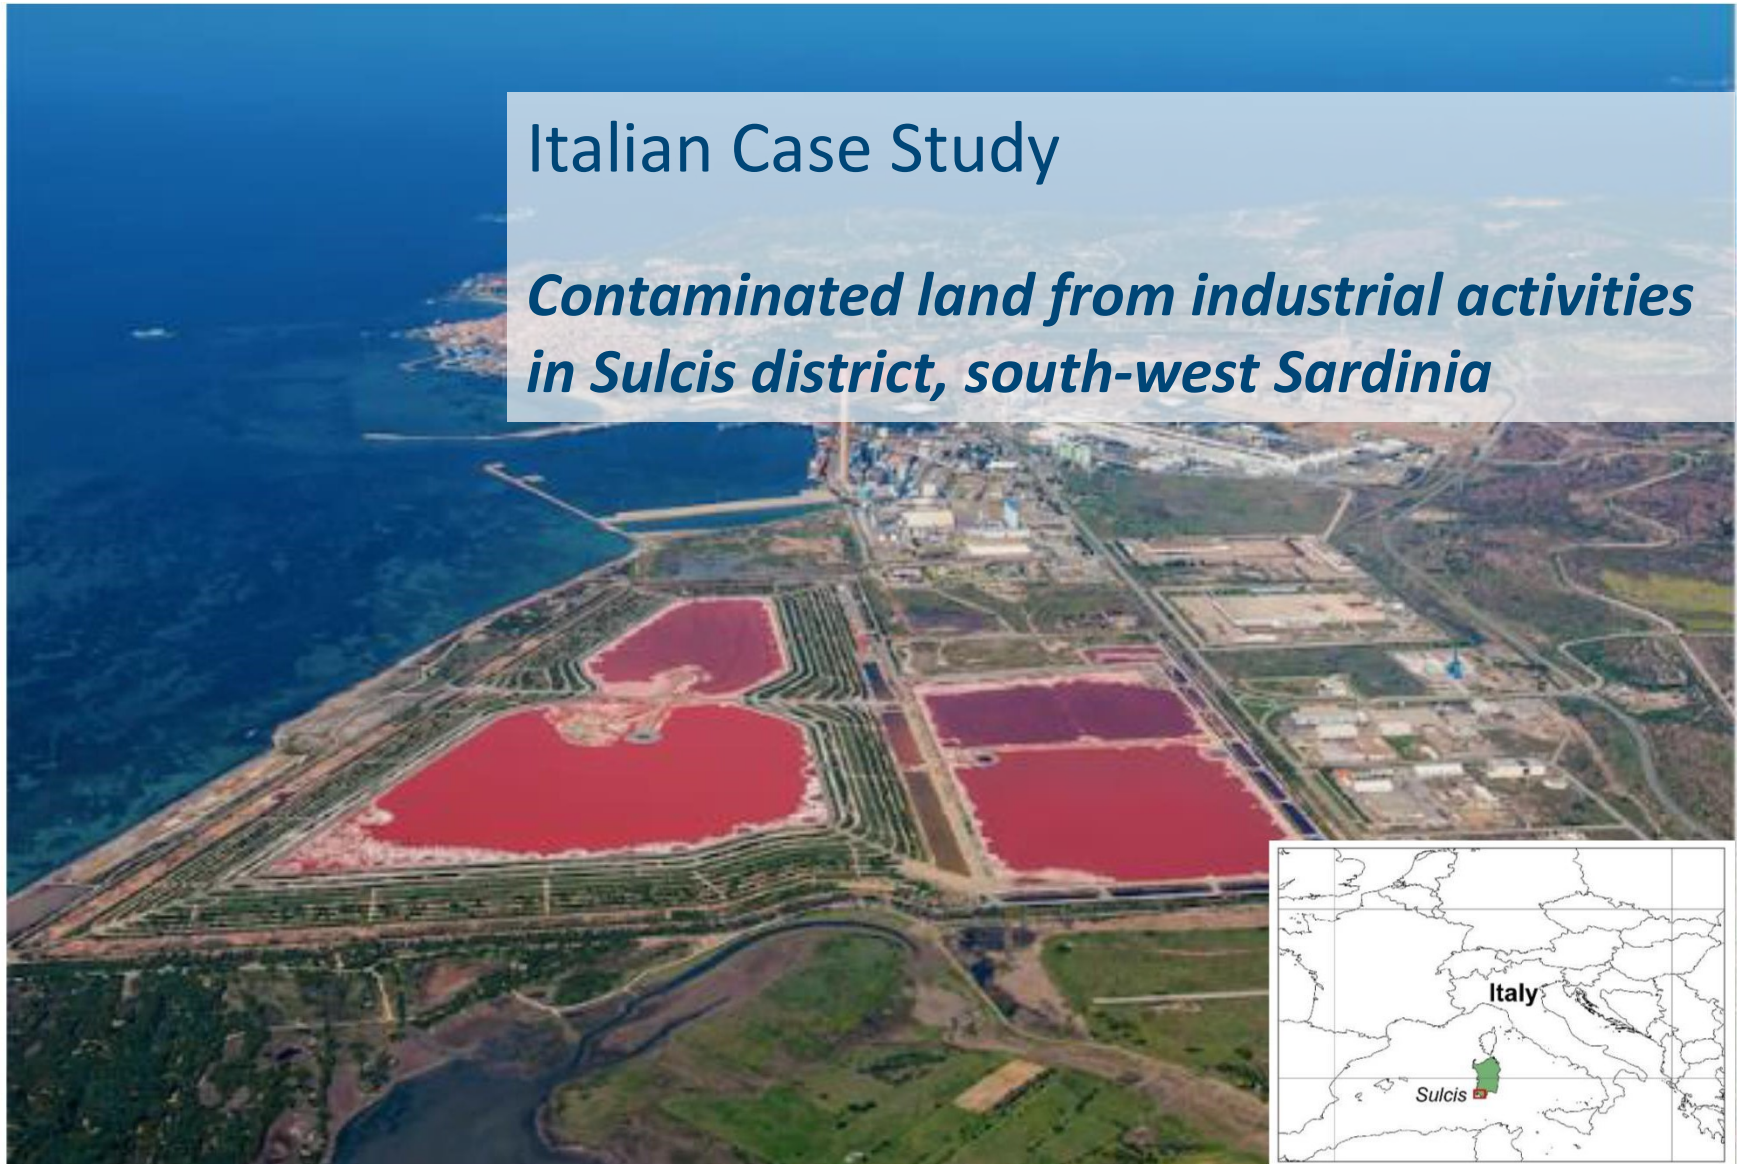 Italian Case Study
Contaminated land from industrial activities
in Sulcis district, south-west Sardinia
Italy
Sulcis